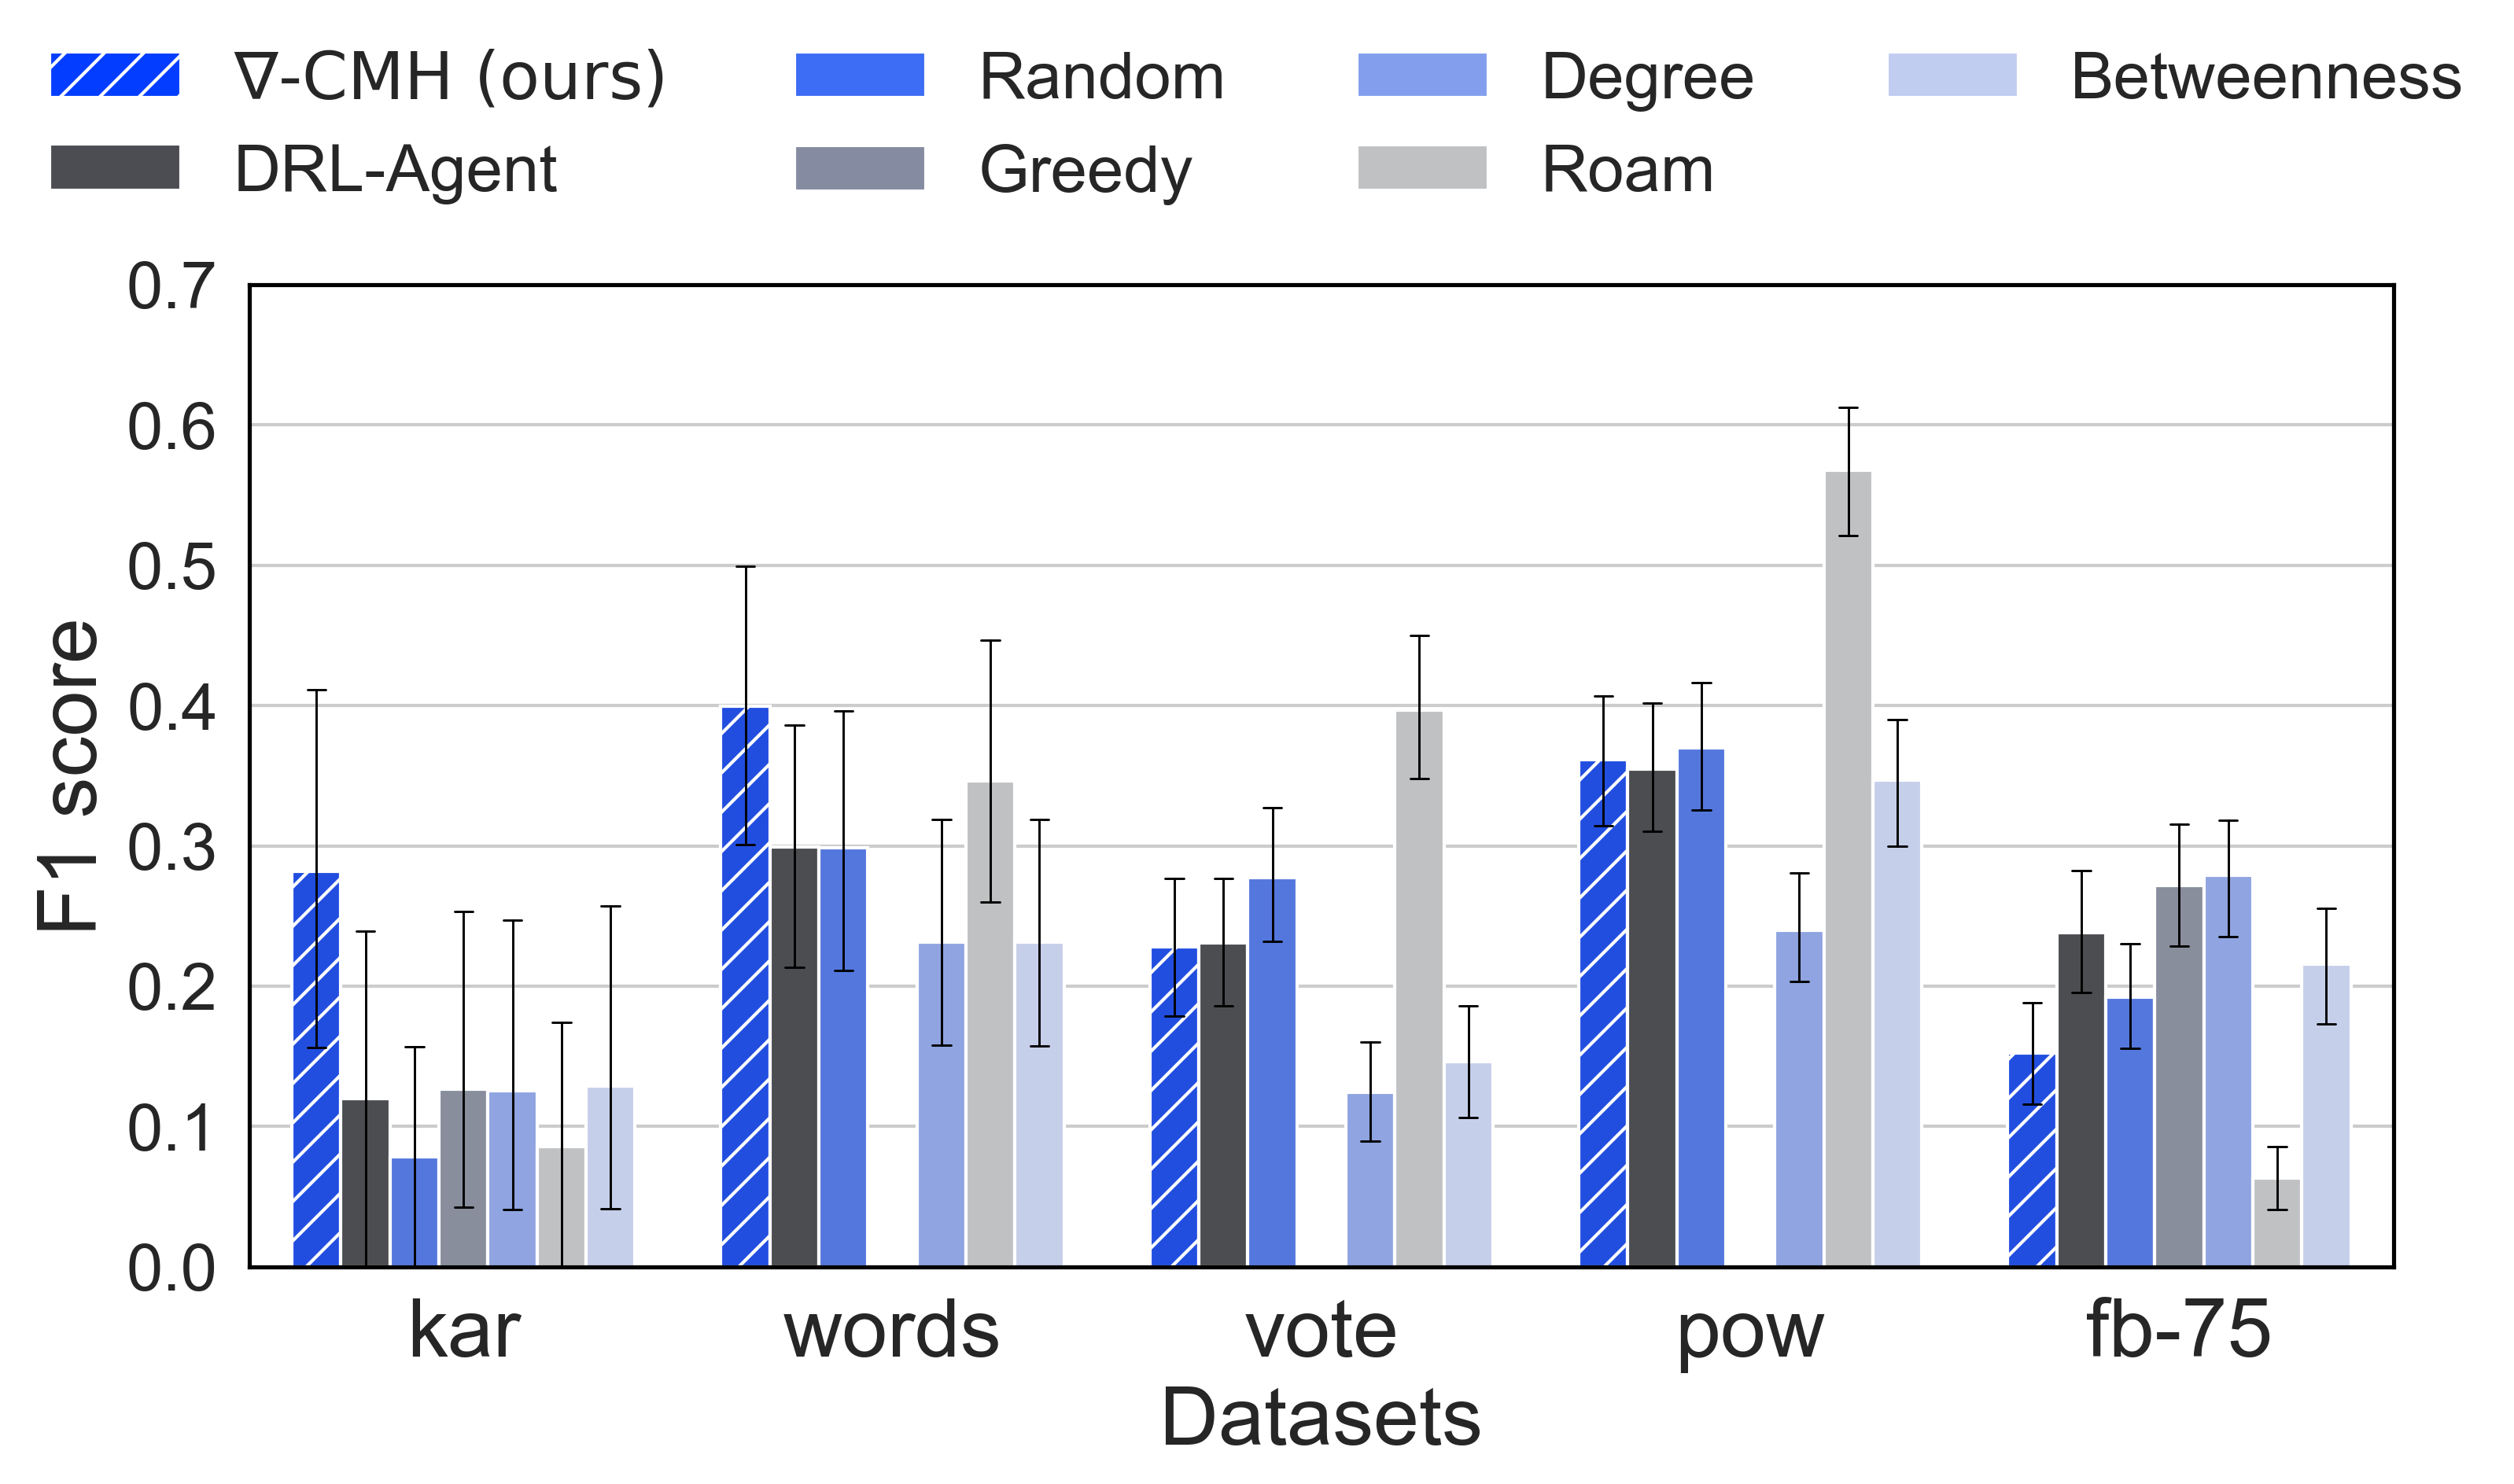 ∇-CMH (ours) Random Degree Betweenness
DRL-Agent Greedy Roam
0.7
0.6
0.5
0.4
0.3
0.2
0.1
0.0
F1 score
kar words vote pow fb-75
Datasets